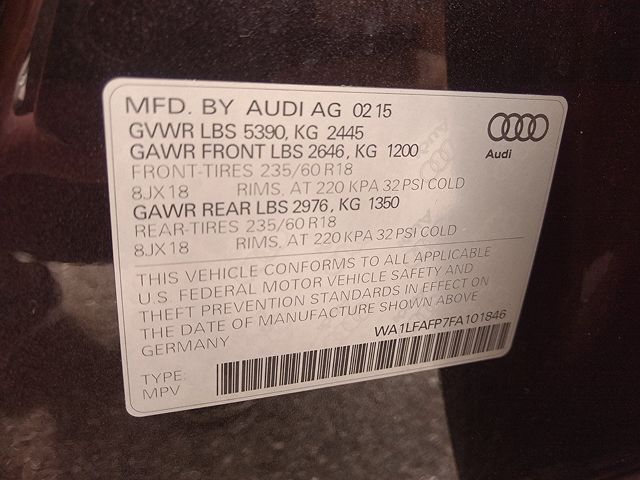 MFD. BY AUDI AG 02 15
GVWR LBS 5390, KG 2445
GAWR FRONT LBS 2646, KG 1200
FRONT-TIRES 235/60 R18
8JX18 RIMS, AT 220 KPA 32 PSI COLD
GAWR REAR LBS 2976, KG 1350
REAR-TIRES 235/60 R18
8JX18 RIMS, AT 220 KPA 32 PSI COLD
Audi
THIS VEHICLE CONFORMS TO ALL APPLICABLE
U.S. FEDERAL MOTOR VEHICLE SAFETY AND
THEFT PREVENTION STANDARDS IN EFFECT ON
THE DATE OF MANUFACTURE SHOWN ABOVE
GERMANY
WA1LFAFP7FA101846
TYPE:
MPV